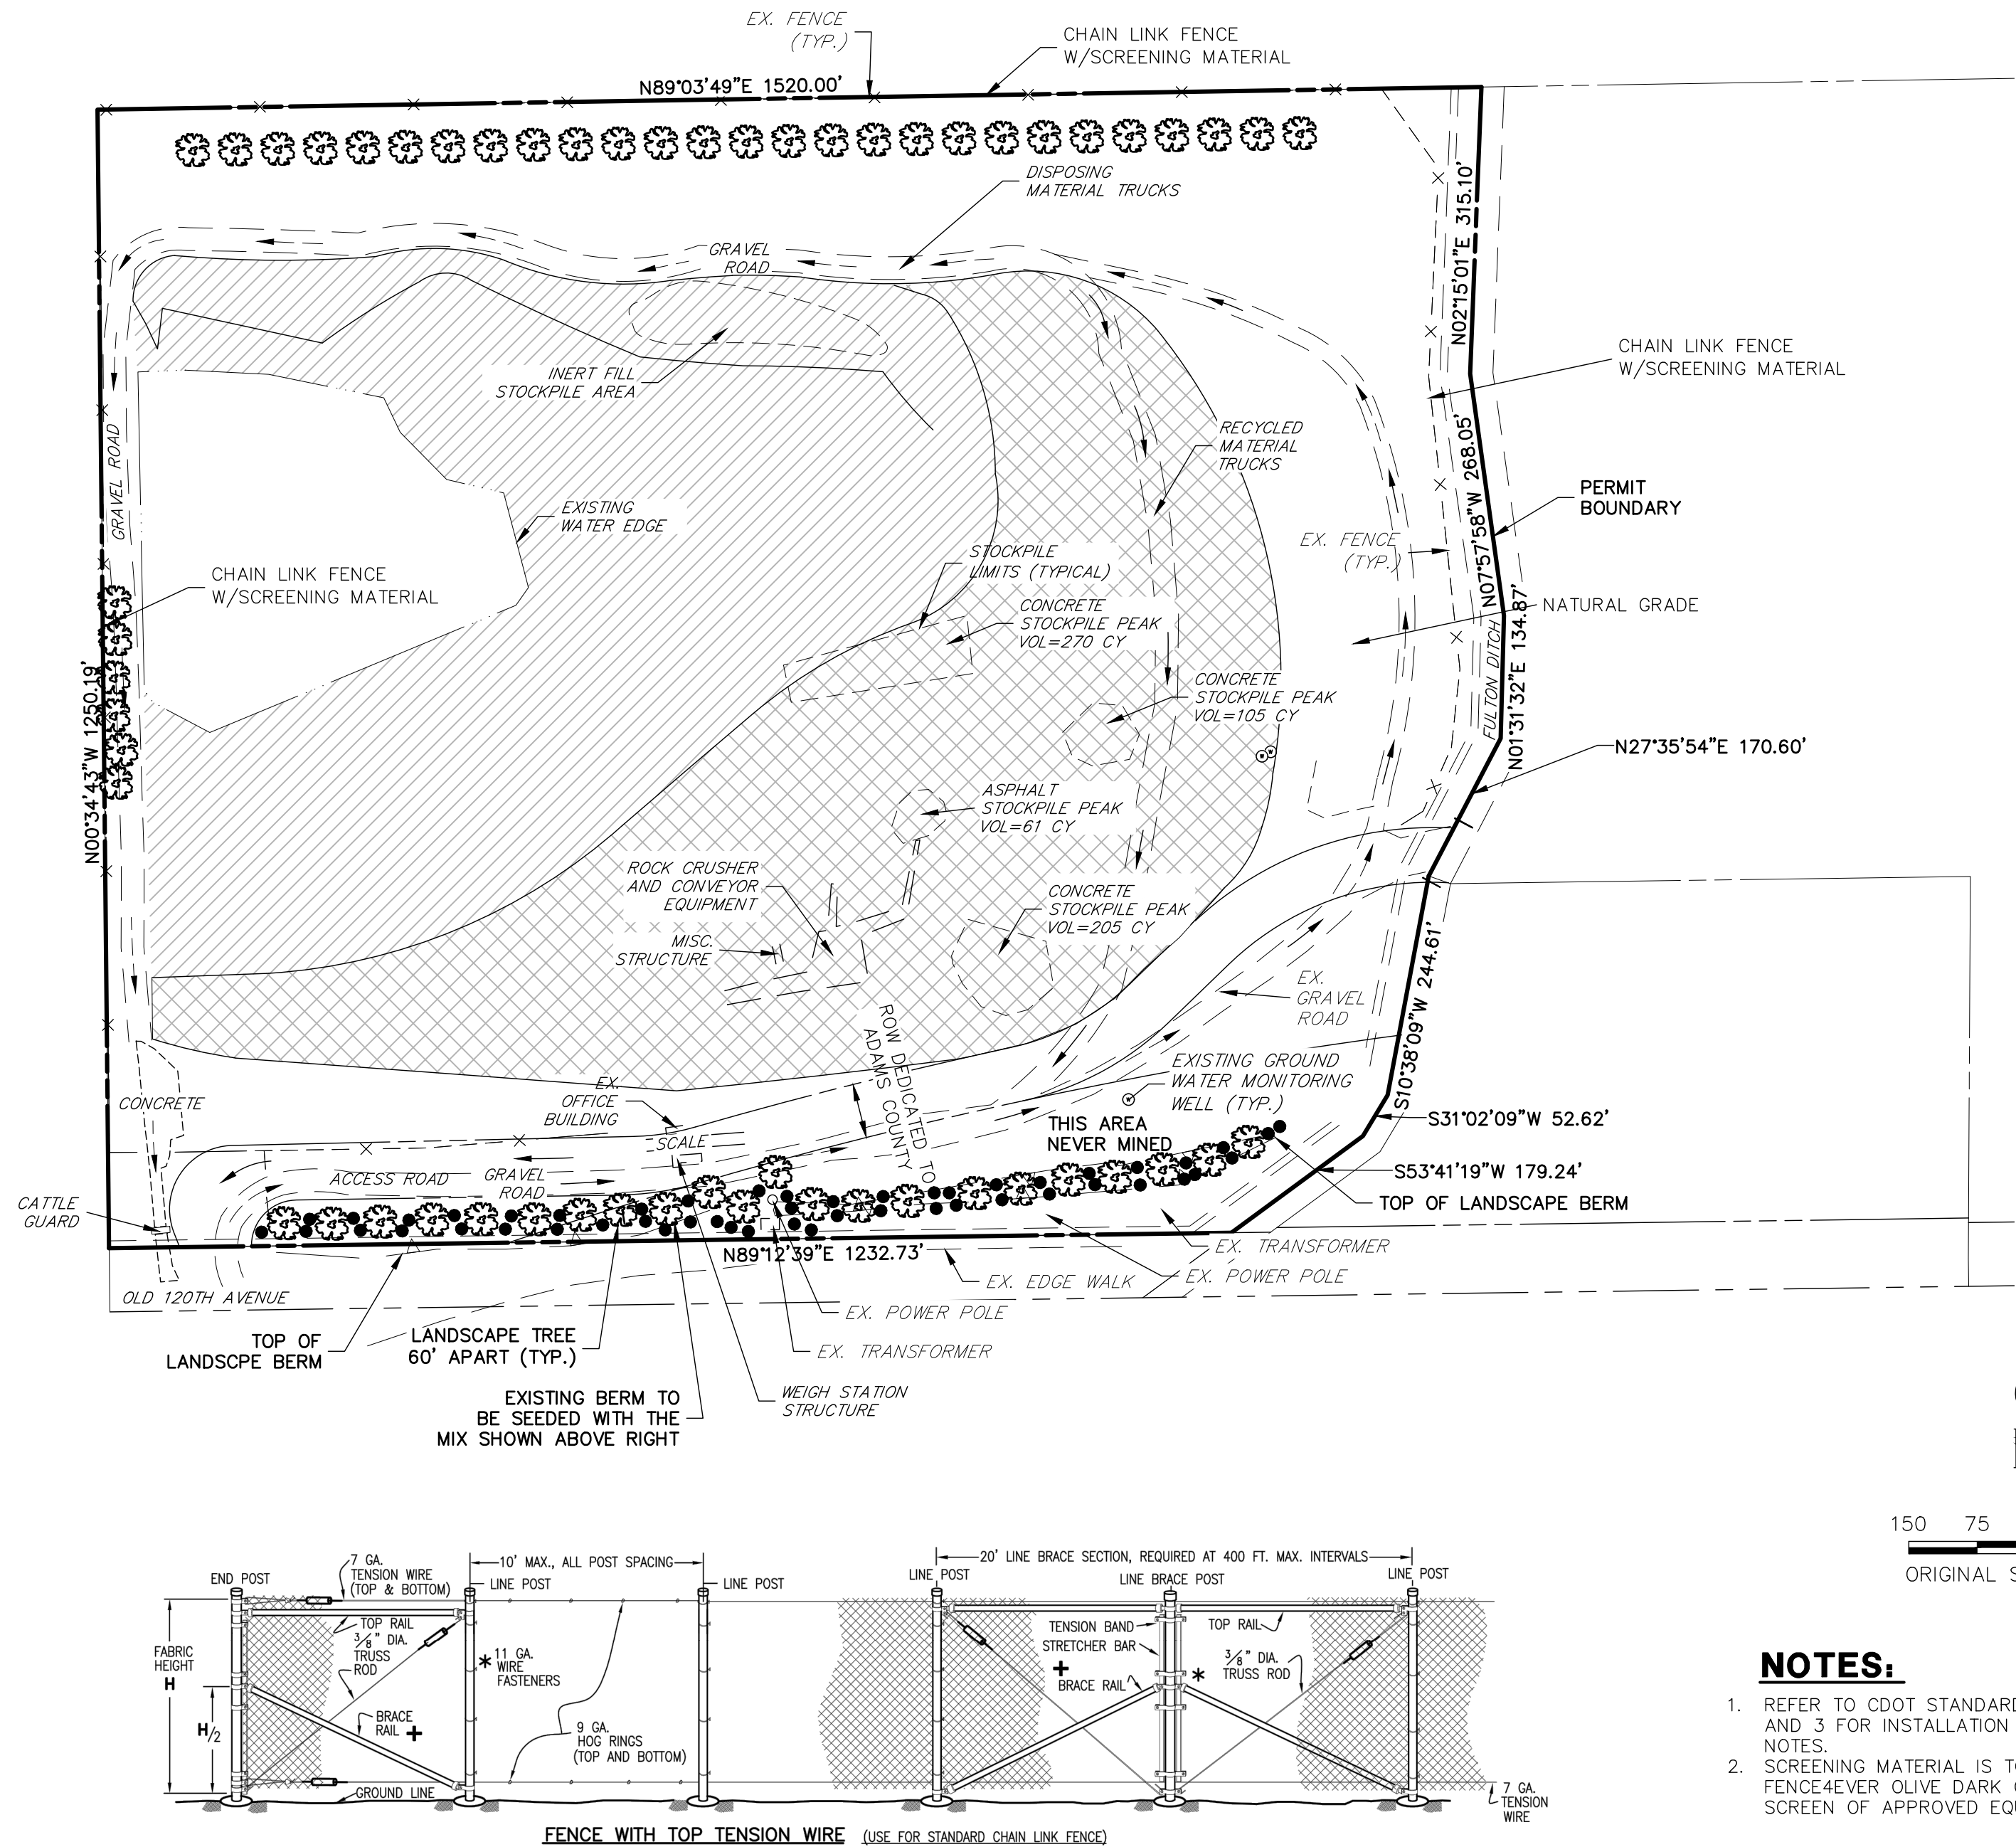 EX. FENCE
(TYP.)
CHAIN LINK FENCE
W/SCREENING MATERIAL
N89°03'49"E 1520.00'
DISPOSING
MATERIAL TRUCKS
GRAVEL
ROAD
N02°15'01"E 315.10'
CHAIN LINK FENCE
W/SCREENING MATERIAL
INERT FILL
STOCKPILE AREA
GRAVEL ROAD
RECYCLED
MATERIAL
TRUCKS
N07°57'58"W 268.05'
PERMIT
BOUNDARY
EXISTING
WATER EDGE
EX. FENCE
(TYP.)
STOCKPILE
LIMITS (TYPICAL)
CHAIN LINK FENCE
W/SCREENING MATERIAL
CONCRETE
STOCKPILE PEAK
VOL=270 CY
NATURAL GRADE
N01°31'32"E 134.87'
FULTON DITCH
N00°34'43"W 1250.19'
CONCRETE
STOCKPILE PEAK
VOL=105 CY
N27°35'54"E 170.60'
ASPHALT
STOCKPILE PEAK
VOL=61 CY
ROCK CRUSHER
AND CONVEYOR
EQUIPMENT
CONCRETE
STOCKPILE PEAK
VOL=205 CY
MISC.
STRUCTURE
EX.
GRAVEL
ROAD
S10°38'09"W 244.61'
ROW DEDICATED TO
ADAMS COUNTY
EXISTING GROUND
WATER MONITORING
WELL (TYP.)
EX.
OFFICE
BUILDING
CONCRETE
THIS AREA
NEVER MINED
S31°02'09"W 52.62'
SCALE
ACCESS ROAD
GRAVEL
ROAD
S53°41'19"W 179.24'
TOP OF LANDSCAPE BERM
CATTLE
GUARD
N89°12'39"E 1232.73'
EX. TRANSFORMER
EX. EDGE WALK
EX. POWER POLE
OLD 120TH AVENUE
EX. POWER POLE
TOP OF
LANDSCPE BERM
LANDSCAPE TREE
60' APART (TYP.)
EX. TRANSFORMER
EXISTING BERM TO
BE SEEDED WITH THE
MIX SHOWN ABOVE RIGHT
WEIGH STATION
STRUCTURE
150 75
ORIGINAL S
END POST
7 GA.
TENSION WIRE
(TOP & BOTTOM)
10' MAX., ALL POST SPACING
LINE POST
LINE POST
20' LINE BRACE SECTION, REQUIRED AT 400 FT. MAX. INTERVALS
LINE POST
LINE BRACE POST
LINE POST
TOP RAIL
3/8" DIA.
TRUSS
ROD
FABRIC
HEIGHT
H
* 11 GA.
WIRE
FASTENERS
TENSION BAND
STRETCHER BAR
+
BRACE RAIL
TOP RAIL
*
3/8" DIA.
TRUSS ROD
H/2
BRACE
RAIL +
9 GA.
HOG RINGS
(TOP AND BOTTOM)
GROUND LINE
7 GA.
TENSION
WIRE
FENCE WITH TOP TENSION WIRE (USE FOR STANDARD CHAIN LINK FENCE)
NOTES:
1. REFER TO CDOT STANDARD
AND 3 FOR INSTALLATION
NOTES.
2. SCREENING MATERIAL IS TO
FENCE4EVER OLIVE DARK
SCREEN OF APPROVED